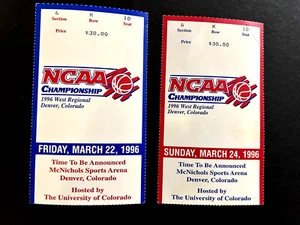 6 K 10
Row Seat
Price $30.00
NCAA
CHAMPIONSHIP
1996 West Regional
Denver, Colorado
FRIDAY, MARCH 22, 1996
Time To Be Announced
McNichols Sports Arena
Denver, Colorado
Hosted by
The University of Colorado
6 K 10
Row Seat
Price $30.00
NCAA
CHAMPIONSHIP
1996 West Regional
Denver, Colorado
SUNDAY, MARCH 24, 1996
Time To Be Announced
McNichols Sports Arena
Denver, Colorado
Hosted by
The University of Colorado